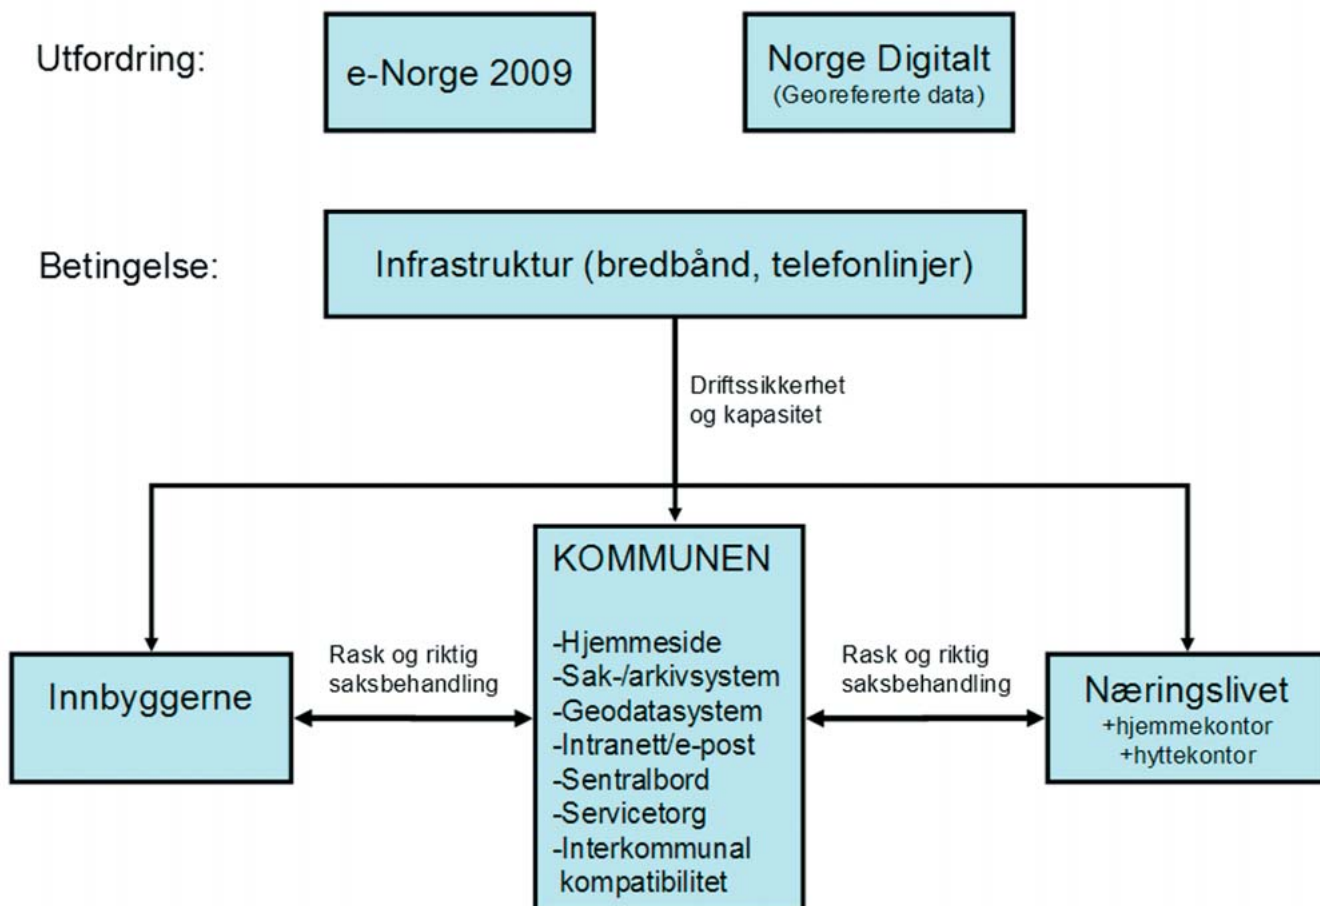 Utfordring:
e-Norge 2009
Norge Digitalt
(Georefererte data)
Betingelse:
Infrastruktur (bredbånd, telefonlinjer)
Driftssikkerhet
og kapasitet
Innbyggerne
Rask og riktig
saksbehandling
KOMMUNEN
-Hjemmeside
-Sak-/arkivsystem
-Geodatasystem
-Intranett/e-post
-Sentralbord
-Servicetorg
-Interkommunal
kompatibilitet
Rask og riktig
saksbehandling
Næringslivet
+hjemmekontor
+hyttekontor